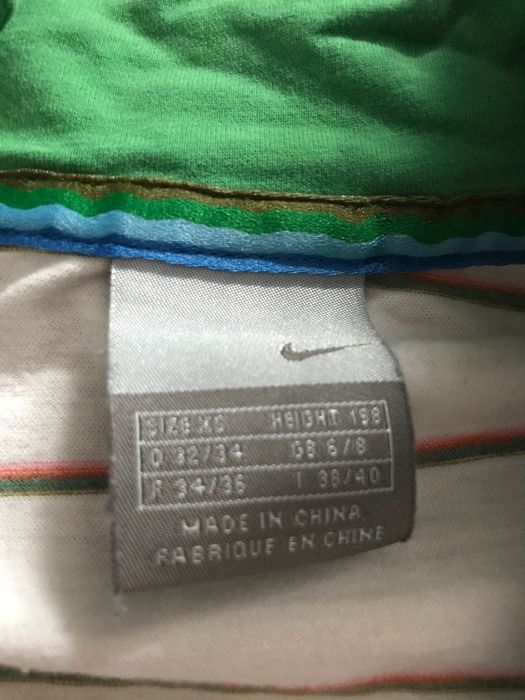 SIZE XS HEIGHT 158
D 32/34 GB 6/8
F 34/36 I 38/40
MADE IN CHINA
FABRIQUE EN CHINE